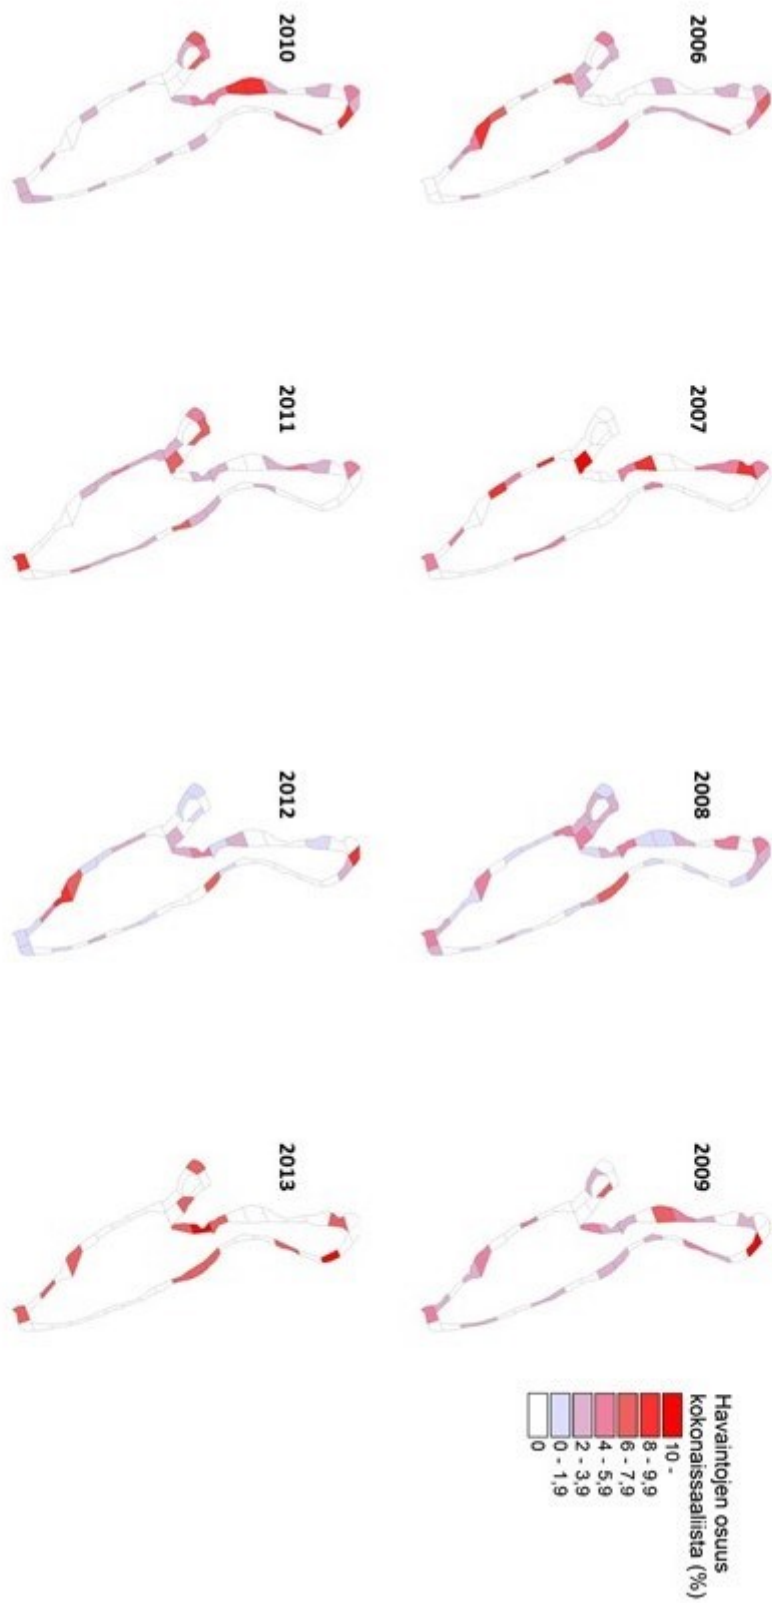 2006
2007
2008
2009
Havaintojen osuus
kokonaissaaliista (%)
10 -
8 - 9,9
6 - 7,9
4 - 5,9
2 - 3,9
0 - 1,9
0
2010
2011
2012
2013